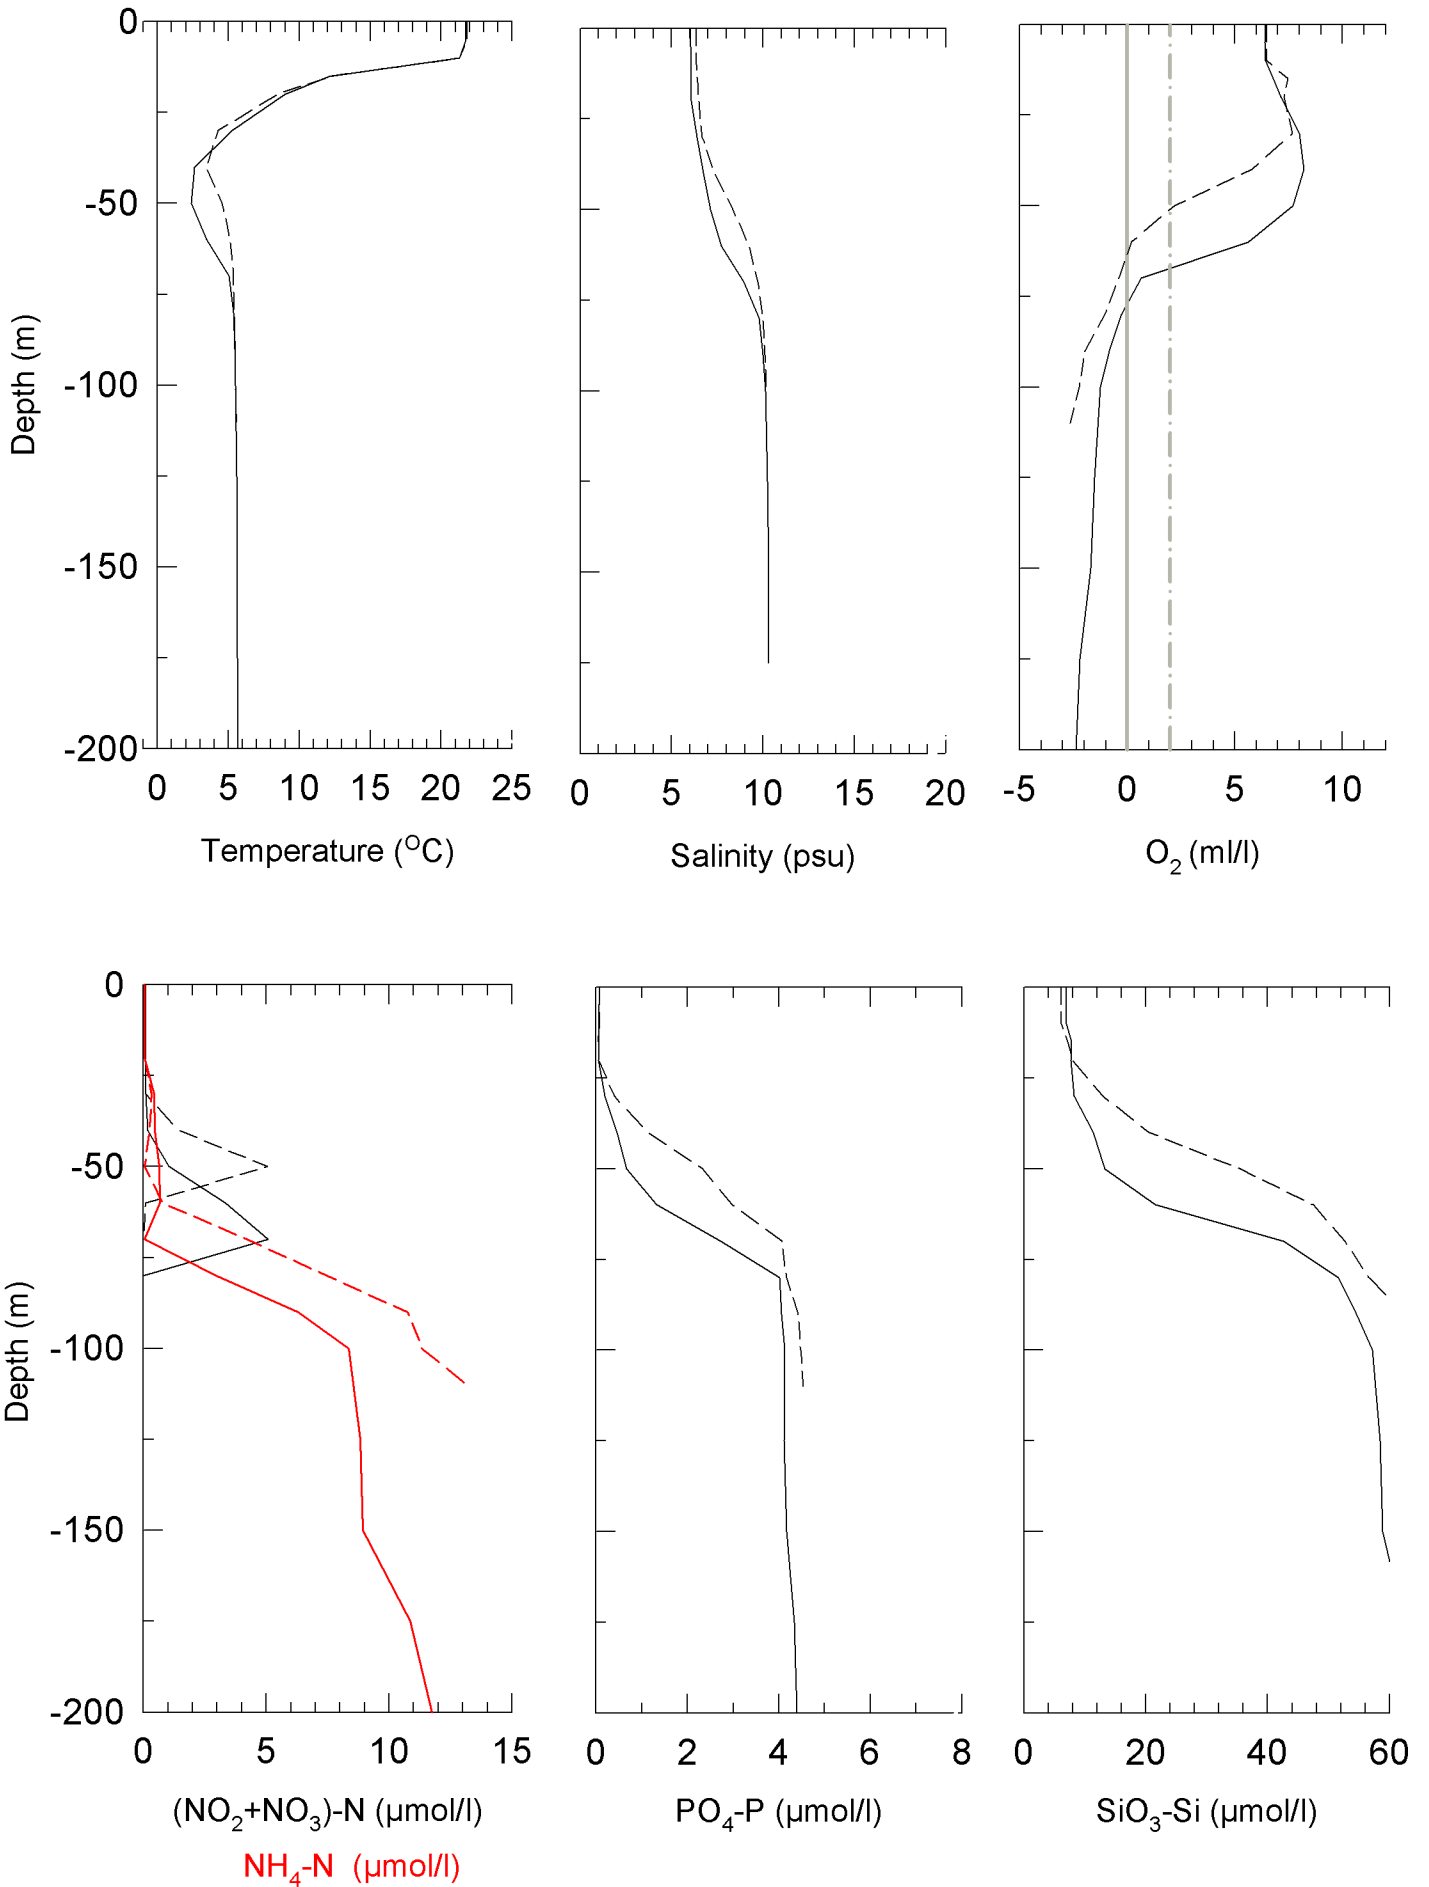 0
-50
-100
-150
-200
Depth (m)
0 5 10 15 20 25
Temperature (OC)
0 5 10 15 20
Salinity (psu)
-5 0 5 10
O2 (ml/l)
0
-50
-100
-150
-200
Depth (m)
0 5 10 15
(NO2+NO3)-N (µmol/l)
NH4-N (µmol/l)
0 2 4 6 8
PO4-P (µmol/l)
0 20 40 60
SiO3-Si (µmol/l)